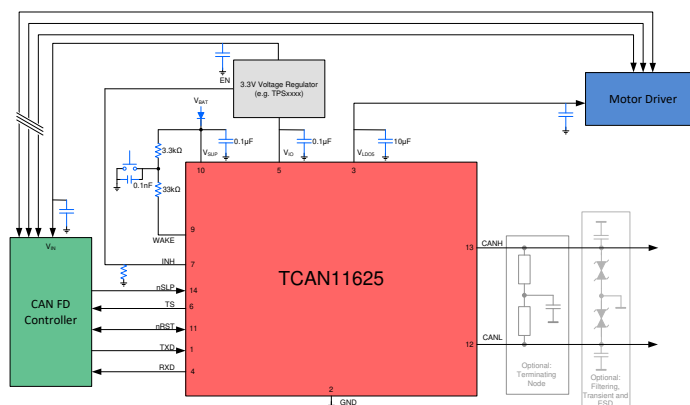 3.3V Voltage Regulator
(e.g. TPSxxxx)
EN
Motor Driver
VBAT
3.3kΩ
0.1µF
0.1µF
10µF
VSUP
VIO
VLDO5
10
5
3
0.1nF
33kΩ
WAKE
9
INH
7
VIN
CAN FD
Controller
nSLP
14
TS
6
nRST
11
TXD
1
RXD
4
TCAN11625
13
CANH
12
CANL
2
GND
Optional:
Terminating
Node
Optional:
Filtering,
Transient and
ESD